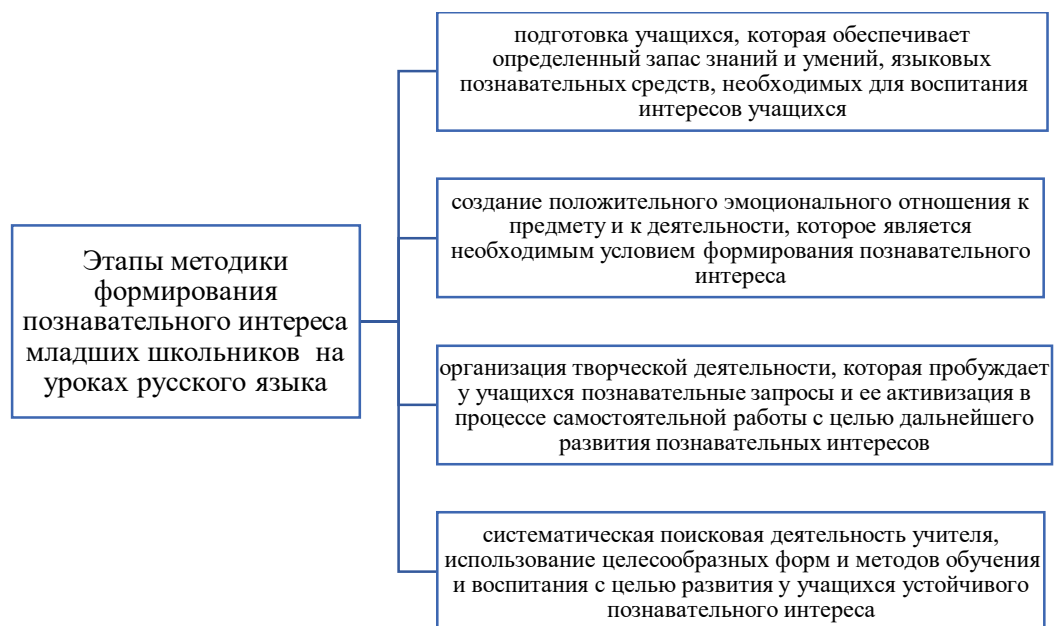 Этапы методики
формирования
познавательного интереса
младших школьников на
уроках русского языка
подготовка учащихся, которая обеспечивает
определенный запас знаний и умений, языковых
познавательных средств, необходимых для воспитания
интересов учащихся
создание положительного эмоционального отношения к
предмету и к деятельности, которое является
необходимым условием формирования познавательного
интереса
организация творческой деятельности, которая пробуждает
у учащихся познавательные запросы и ее активизация в
процессе самостоятельной работы с целью дальнейшего
развития познавательных интересов
систематическая поисковая деятельность учителя,
использование целесообразных форм и методов обучения
и воспитания с целью развития у учащихся устойчивого
познавательного интереса